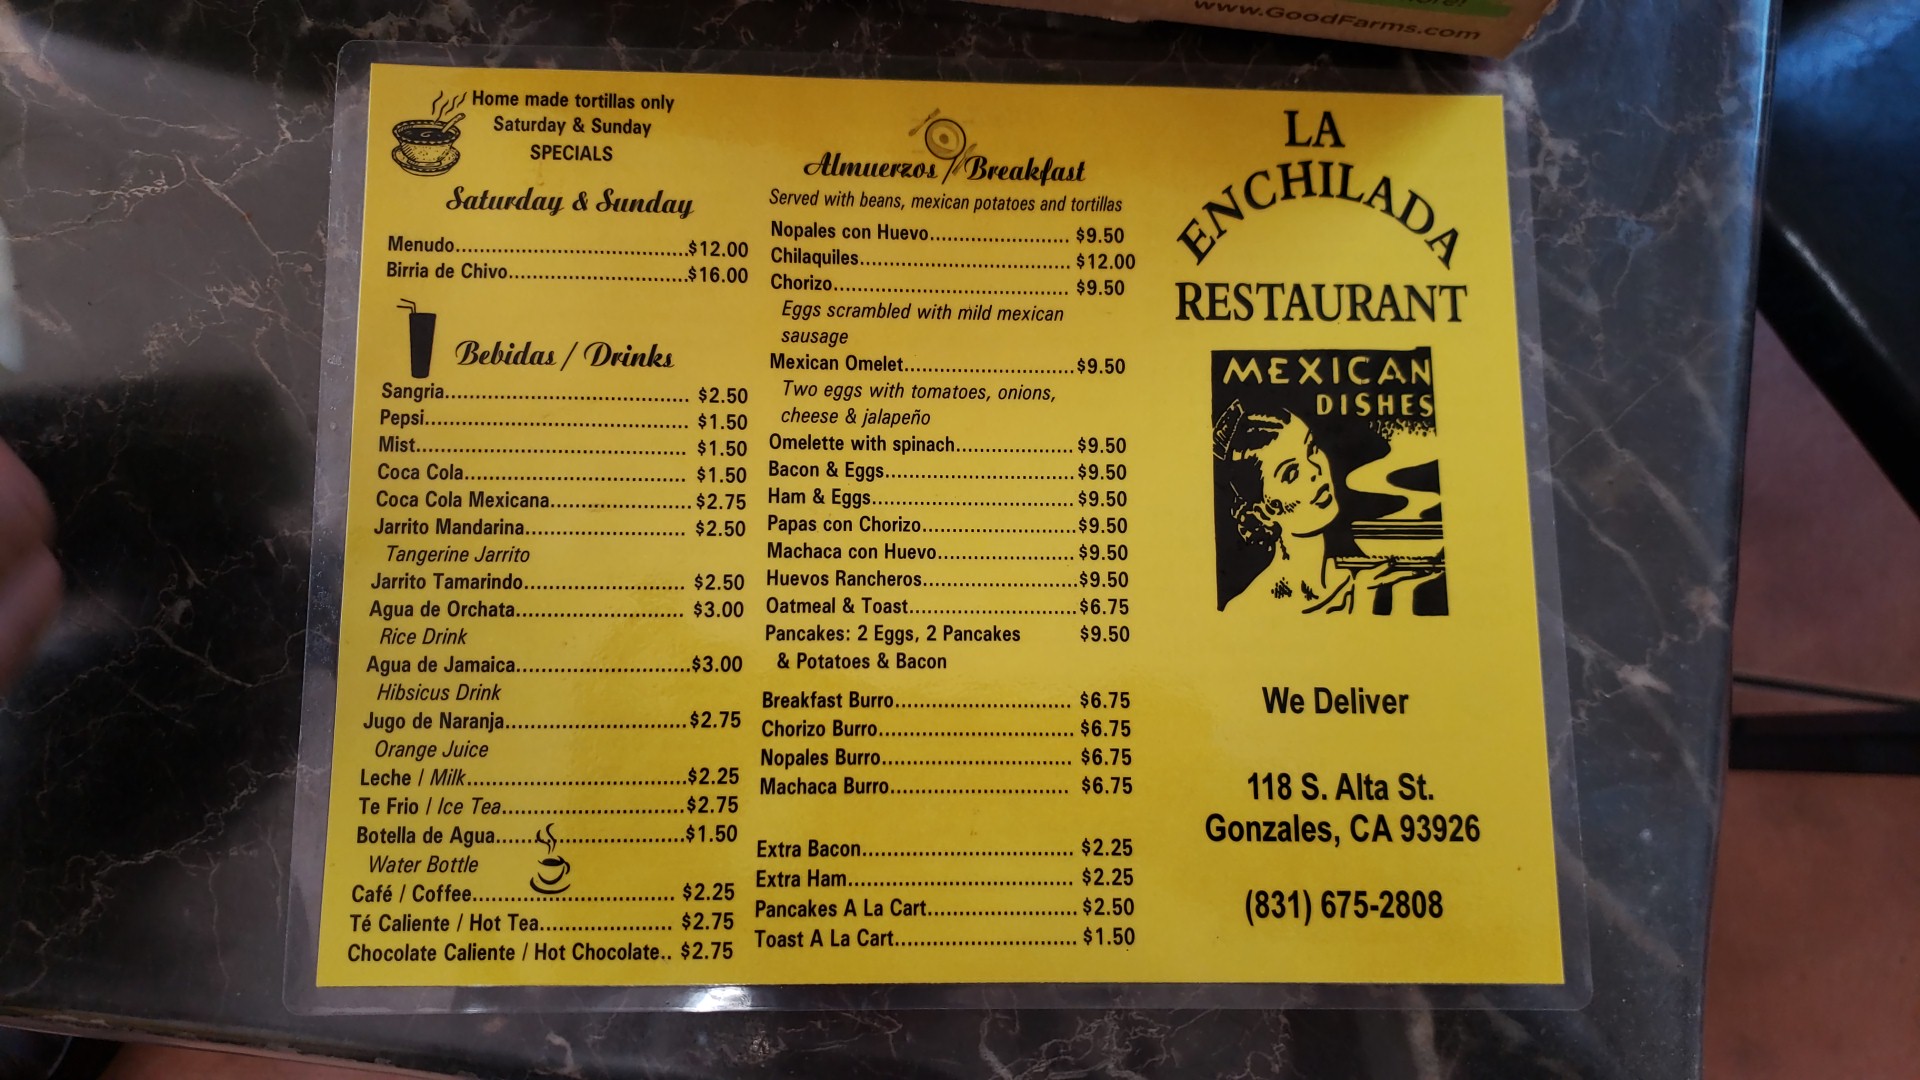 www.GoodFarms.com
Home made tortillas only
Saturday & Sunday
SPECIALS
Saturday & Sunday
Menudo.....$12.00
Birria de Chivo.....$16.00
Bebidas / Drinks
Sangria..... $2.50
Pepsi..... $1.50
Mist..... $1.50
Coca Cola..... $1.50
Coca Cola Mexicana..... $2.75
Jarrito Mandarina..... $2.50
Tangerine Jarrito
Jarrito Tamarindo..... $2.50
Agua de Orchata..... $3.00
Rice Drink
Agua de Jamaica.....$3.00
Hibsicus Drink
Jugo de Naranja.....$2.75
Orange Juice
Leche / Milk.....$2.25
Te Frio / Ice Tea.....$2.75
Botella de Agua.....$1.50
Water Bottle
Café / Coffee..... $2.25
Té Caliente / Hot Tea..... $2.75
Chocolate Caliente / Hot Chocolate.. $2.75
Almuerzos / Breakfast
Served with beans, mexican potatoes and tortillas
Nopales con Huevo..... $9.50
Chilaquiles..... $12.00
Chorizo..... $9.50
Eggs scrambled with mild mexican
sausage
Mexican Omelet.....$9.50
Two eggs with tomatoes, onions,
cheese & jalapeño
Omelette with spinach..... $9.50
Bacon & Eggs..... $9.50
Ham & Eggs..... $9.50
Papas con Chorizo.....$9.50
Machaca con Huevo..... $9.50
Huevos Rancheros.....$9.50
Oatmeal & Toast.....$6.75
Pancakes: 2 Eggs, 2 Pancakes $9.50
& Potatoes & Bacon
Breakfast Burro..... $6.75
Chorizo Burro..... $6.75
Nopales Burro..... $6.75
Machaca Burro..... $6.75
Extra Bacon..... $2.25
Extra Ham..... $2.25
Pancakes A La Cart..... $2.50
Toast A La Cart..... $1.50
LA
ENCHILADA
RESTAURANT
MEXICAN
DISHES
We Deliver
118 S. Alta St.
Gonzales, CA 93926
(831) 675-2808